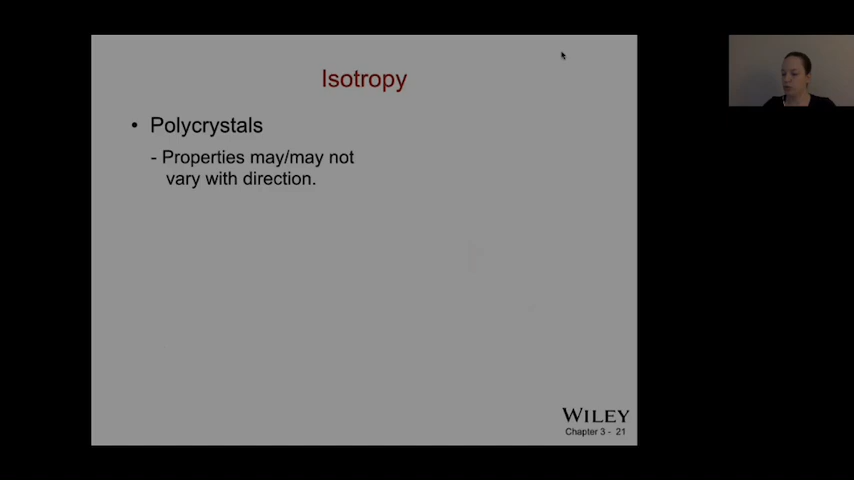 Isotropy
• Polycrystals
- Properties may/may not
vary with direction.
WILEY
Chapter 3 - 21